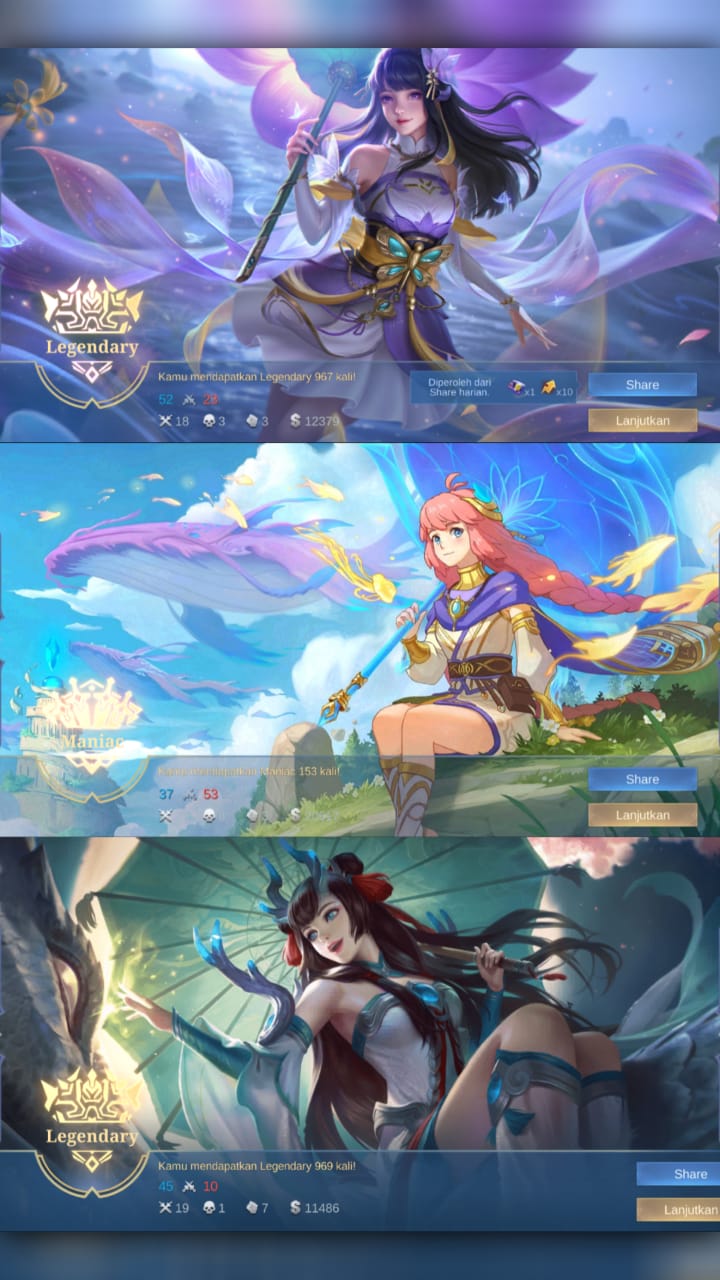 Legendary
Kamu mendapatkan Legendary 967 kali!
52 28
18 3 3 $ 12379
Diperoleh dari
Share harian.
x1 x10
Share
Lanjutkan
Maniac
Kamu mendapatkan Maniac 153 kali!
37 53
Share
Lanjutkan
Legendary
Kamu mendapatkan Legendary 969 kali!
45 10
19 1 7 $ 11486
Share
Lanjutkan